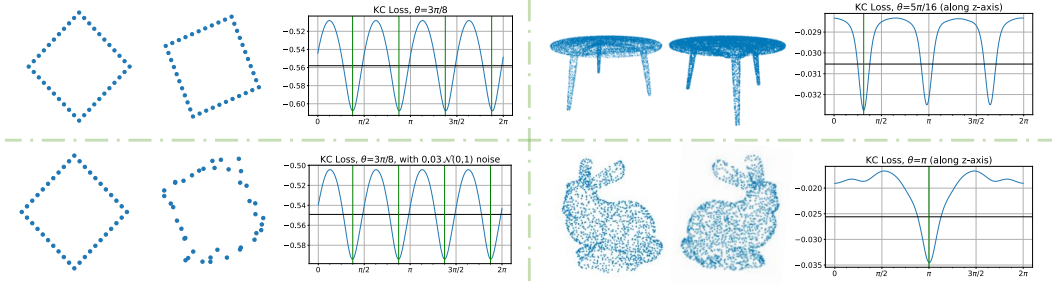 KC Loss, θ=3π/8
−0.52
−0.54
−0.56
−0.58
−0.60
0 π/2 π 3π/2 2π
KC Loss, θ=5π/16 (along z-axis)
−0.029
−0.030
−0.031
−0.032
0 π/2 π 3π/2 2π
KC Loss, θ=3π/8, with 0.03 𝒩(0,1) noise
−0.50
−0.52
−0.54
−0.56
−0.58
0 π/2 π 3π/2 2π
KC Loss, θ=π (along z-axis)
−0.020
−0.025
−0.030
−0.035
0 π/2 π 3π/2 2π